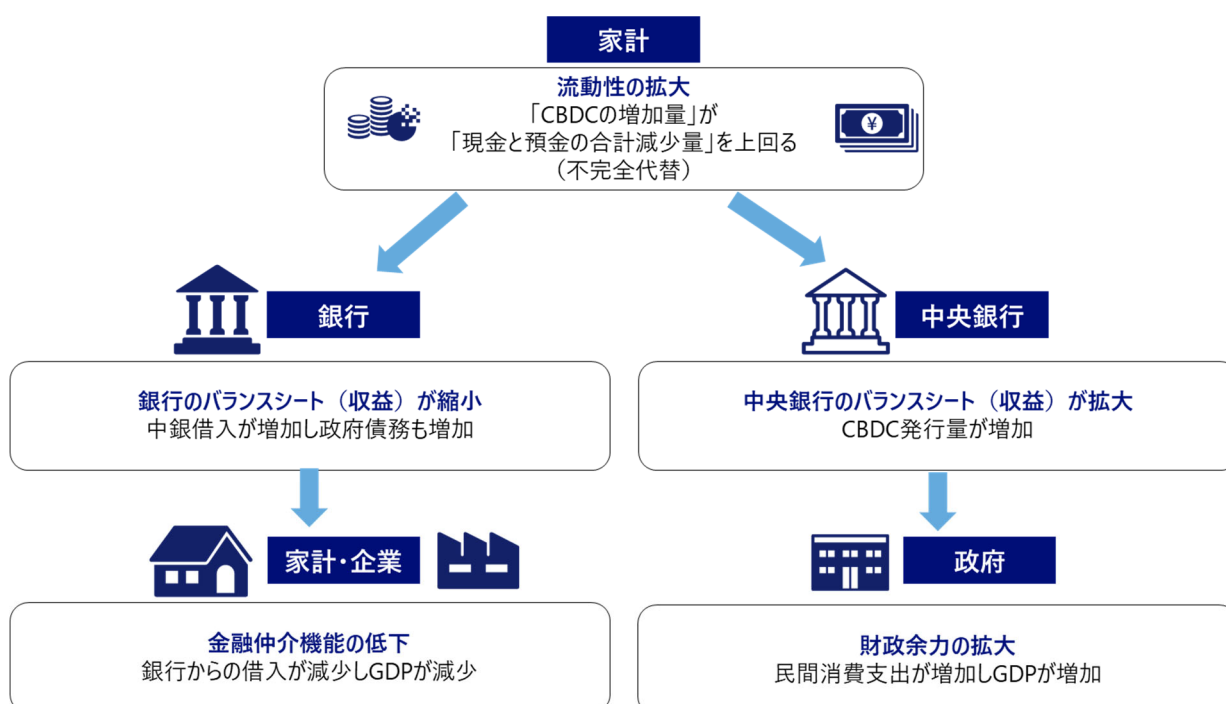 家計
流動性の拡大
「CBDCの増加量」が
「現金と預金の合計減少量」を上回る
（不完全代替）
¥
銀行
銀行のバランスシート（収益）が縮小
中銀借入が増加し政府債務も増加
中央銀行
中央銀行のバランスシート（収益）が拡大
CBDC発行量が増加
家計・企業
金融仲介機能の低下
銀行からの借入が減少しGDPが減少
政府
財政余力の拡大
民間消費支出が増加しGDPが増加